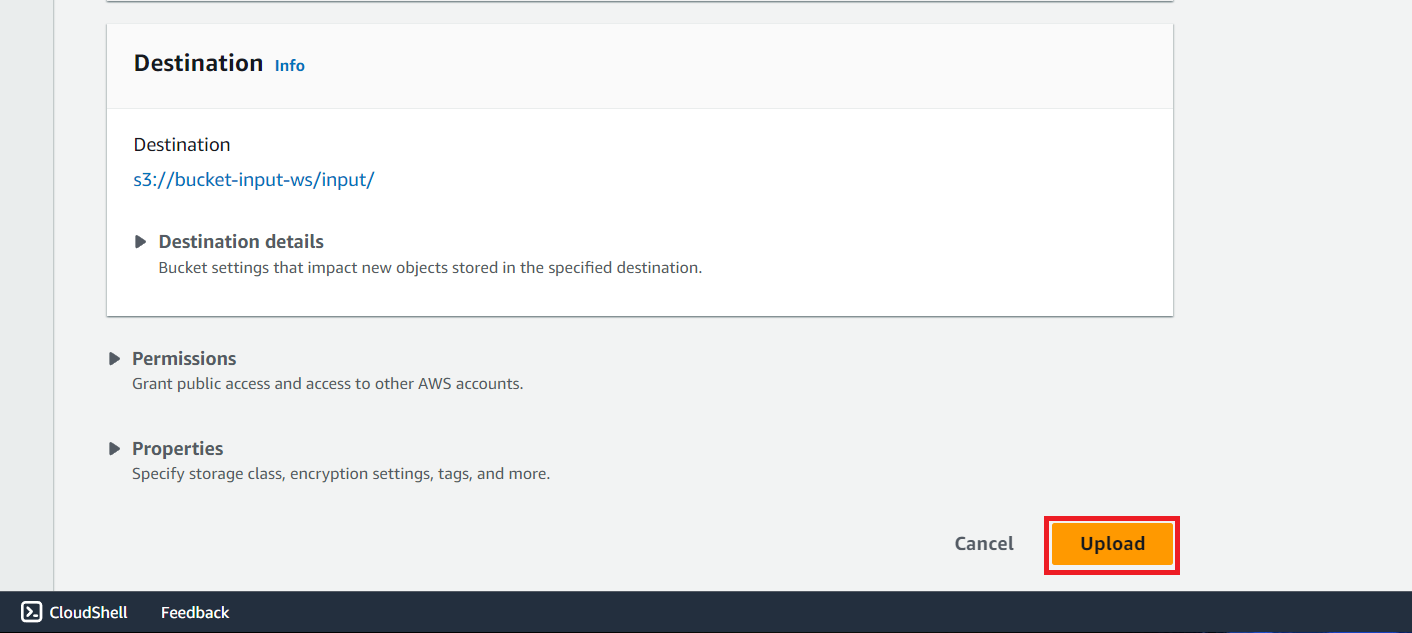 Destination Info
Destination
s3://bucket-input-ws/input/
Destination details
Bucket settings that impact new objects stored in the specified destination.
Permissions
Grant public access and access to other AWS accounts.
Properties
Specify storage class, encryption settings, tags, and more.
Cancel Upload
CloudShell Feedback